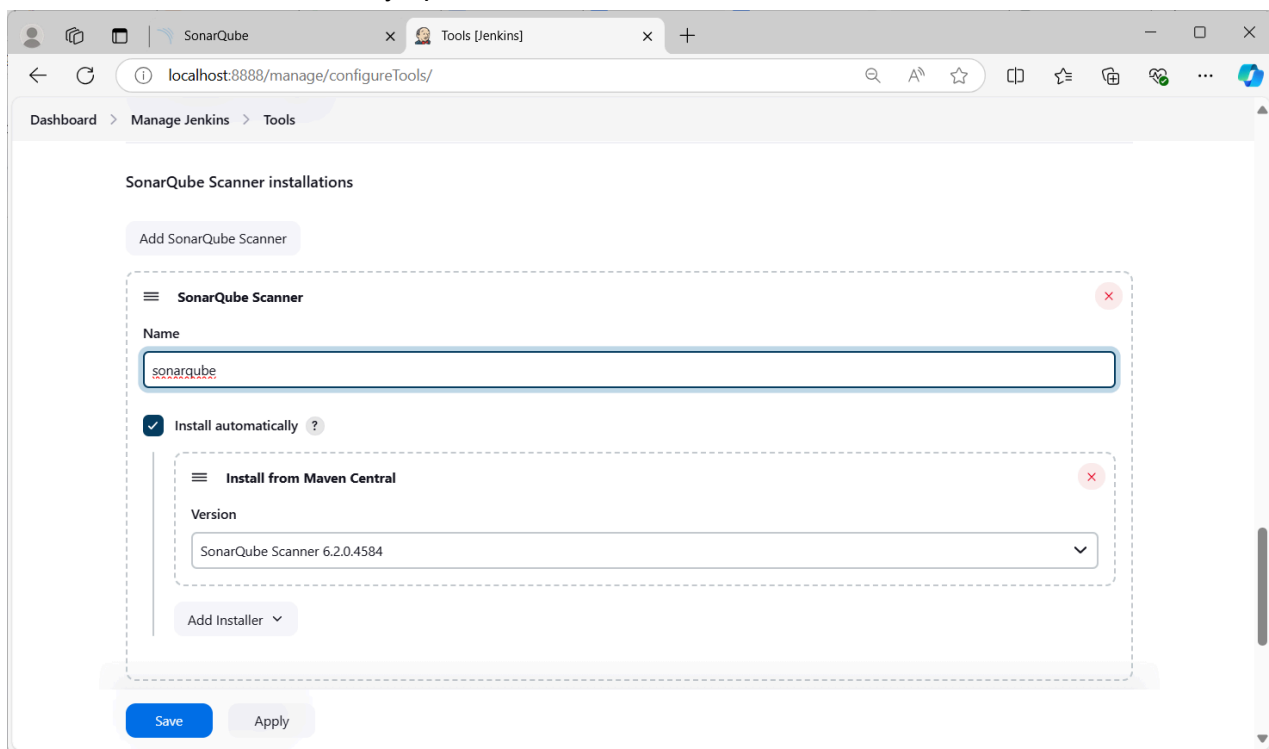 SonarQube
Tools [Jenkins]
localhost:8888/manage/configureTools/
Dashboard > Manage Jenkins > Tools
SonarQube Scanner installations
Add SonarQube Scanner
SonarQube Scanner
Name
sonarqube
Install automatically ?
Install from Maven Central
Version
SonarQube Scanner 6.2.0.4584
Add Installer
Save Apply